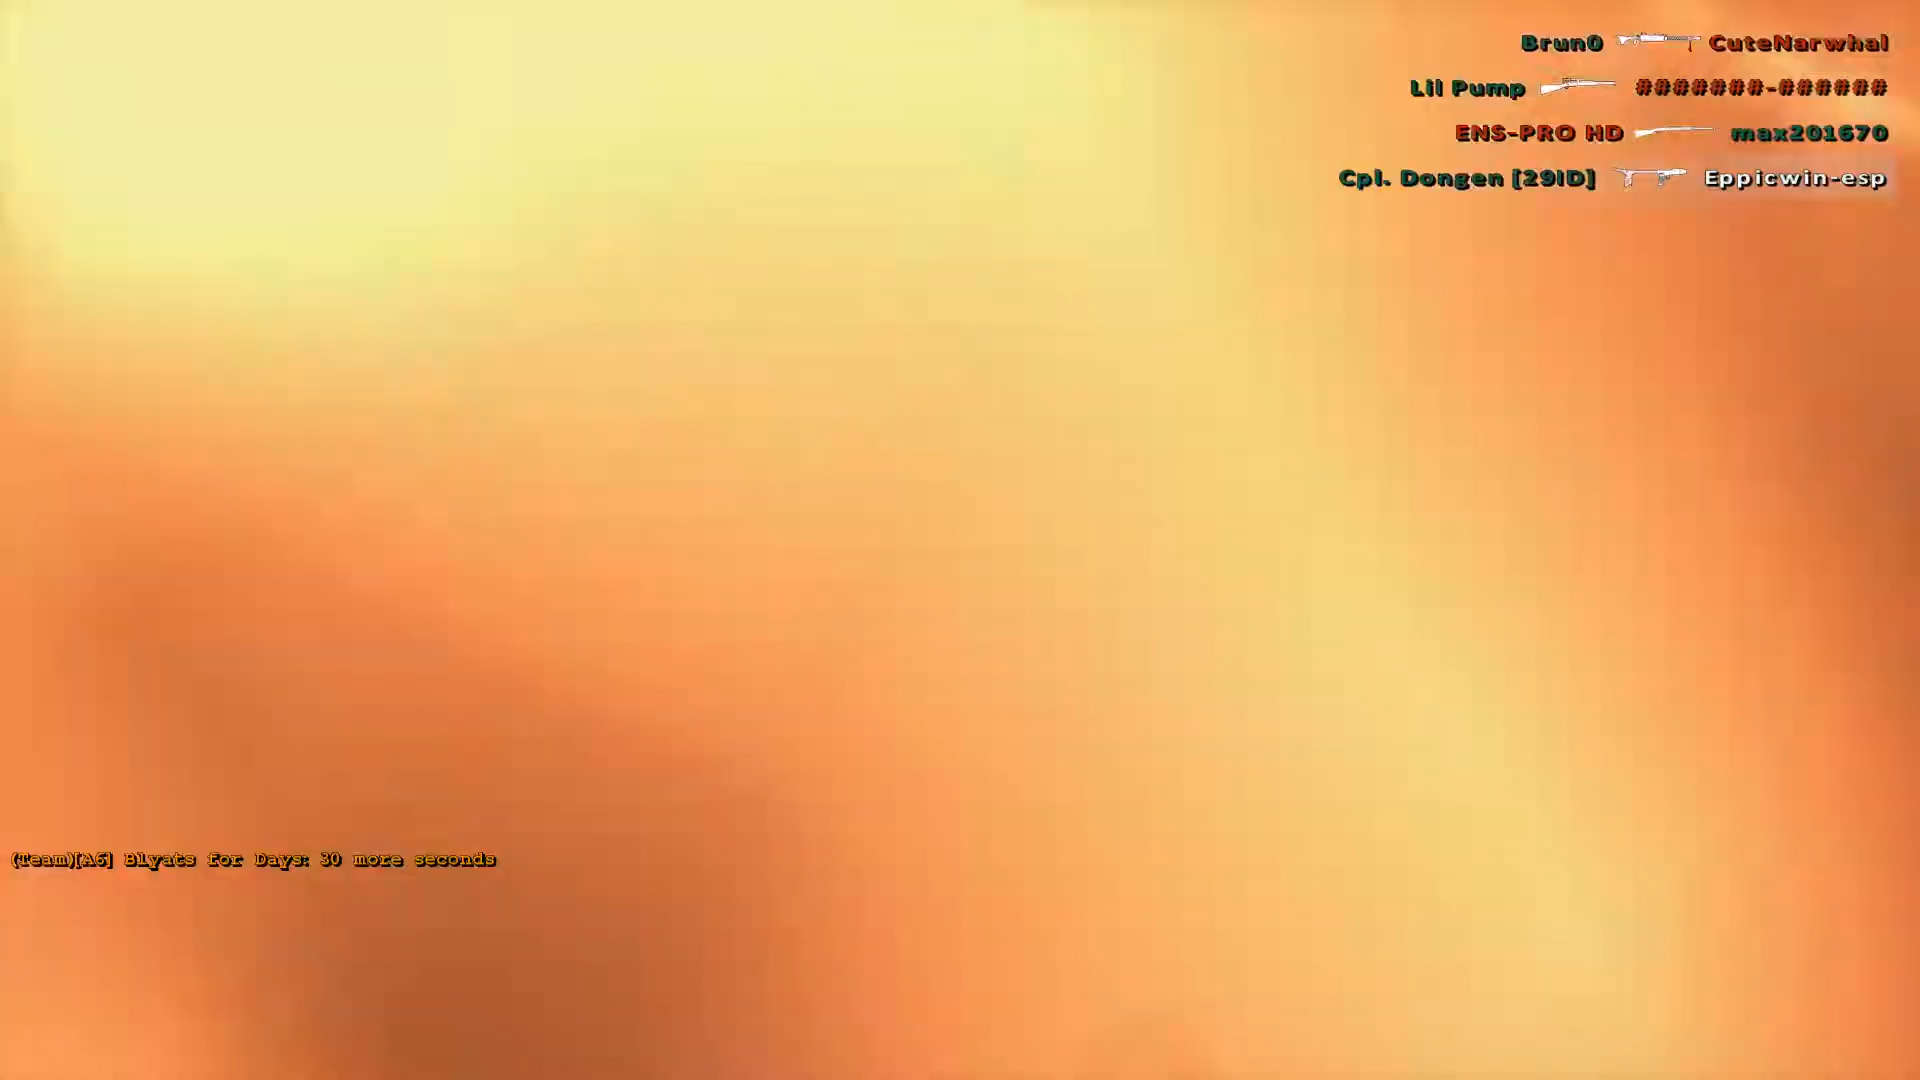 Brun0 CuteNarwhal
Lil Pump #######-######
ENS-PRO HD max201670
Cpl. Dongen [29ID] Eppicwin-esp
(Team)[A6] Blyats for Days: 30 more seconds